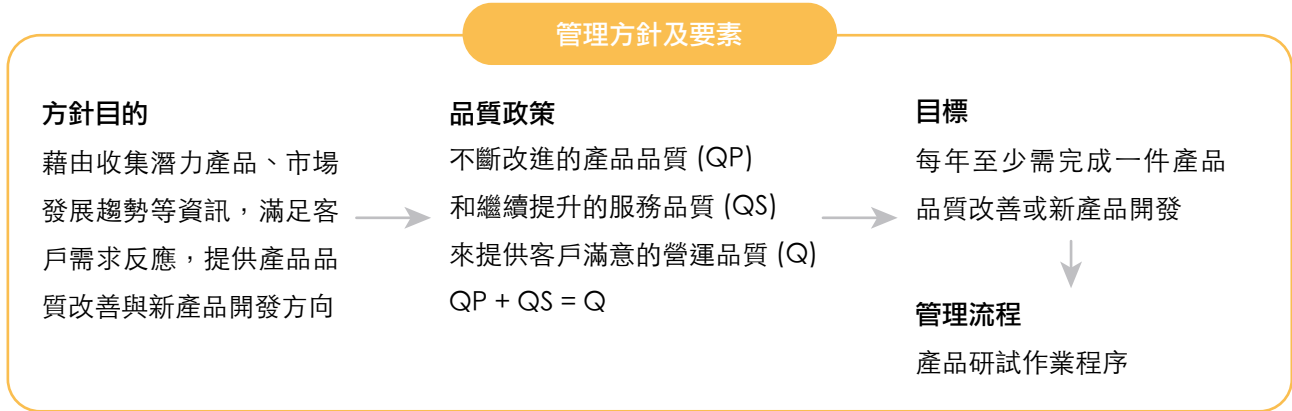 管理方針及要素
方針目的
藉由收集潛力產品、市場
發展趨勢等資訊，滿足客
戶需求反應，提供產品品
質改善與新產品開發方向
品質政策
不斷改進的產品品質 (QP)
和繼續提升的服務品質 (QS)
來提供客戶滿意的營運品質 (Q)
QP + QS = Q
目標
每年至少需完成一件產品
品質改善或新產品開發
管理流程
產品研試作業程序